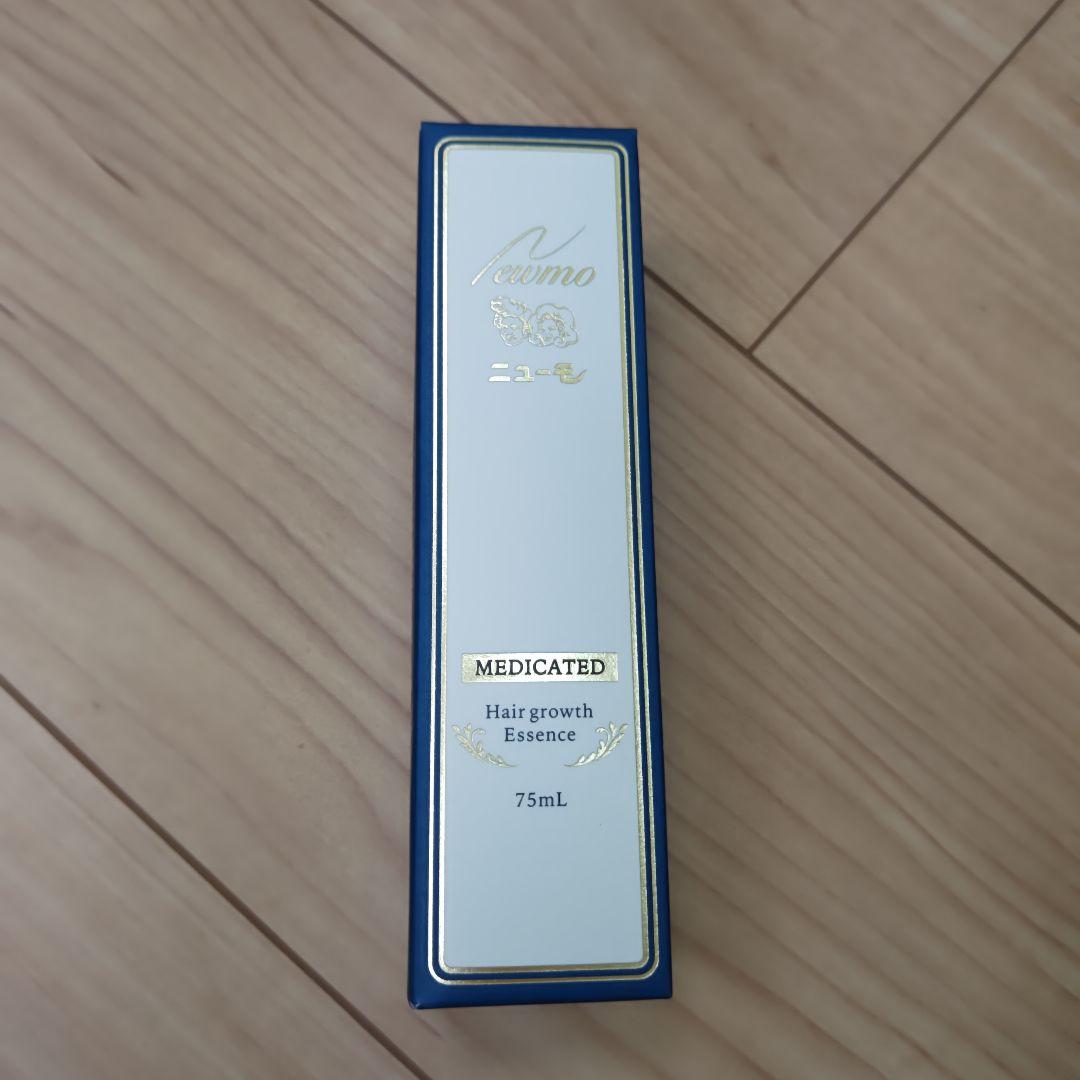 Newmo
ニューモ
MEDICATED
Hair growth
Essence
75mL